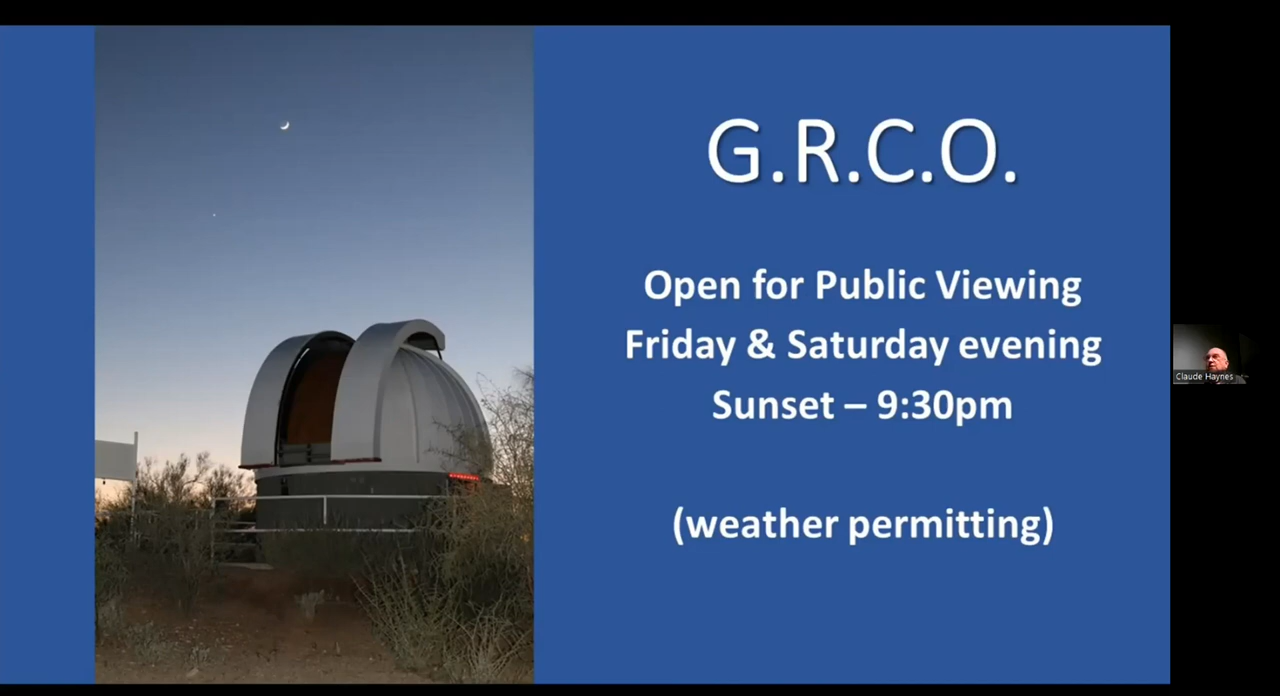 G.R.C.O.
Open for Public Viewing
Friday & Saturday evening
Sunset – 9:30pm
(weather permitting)
Claude Haynes